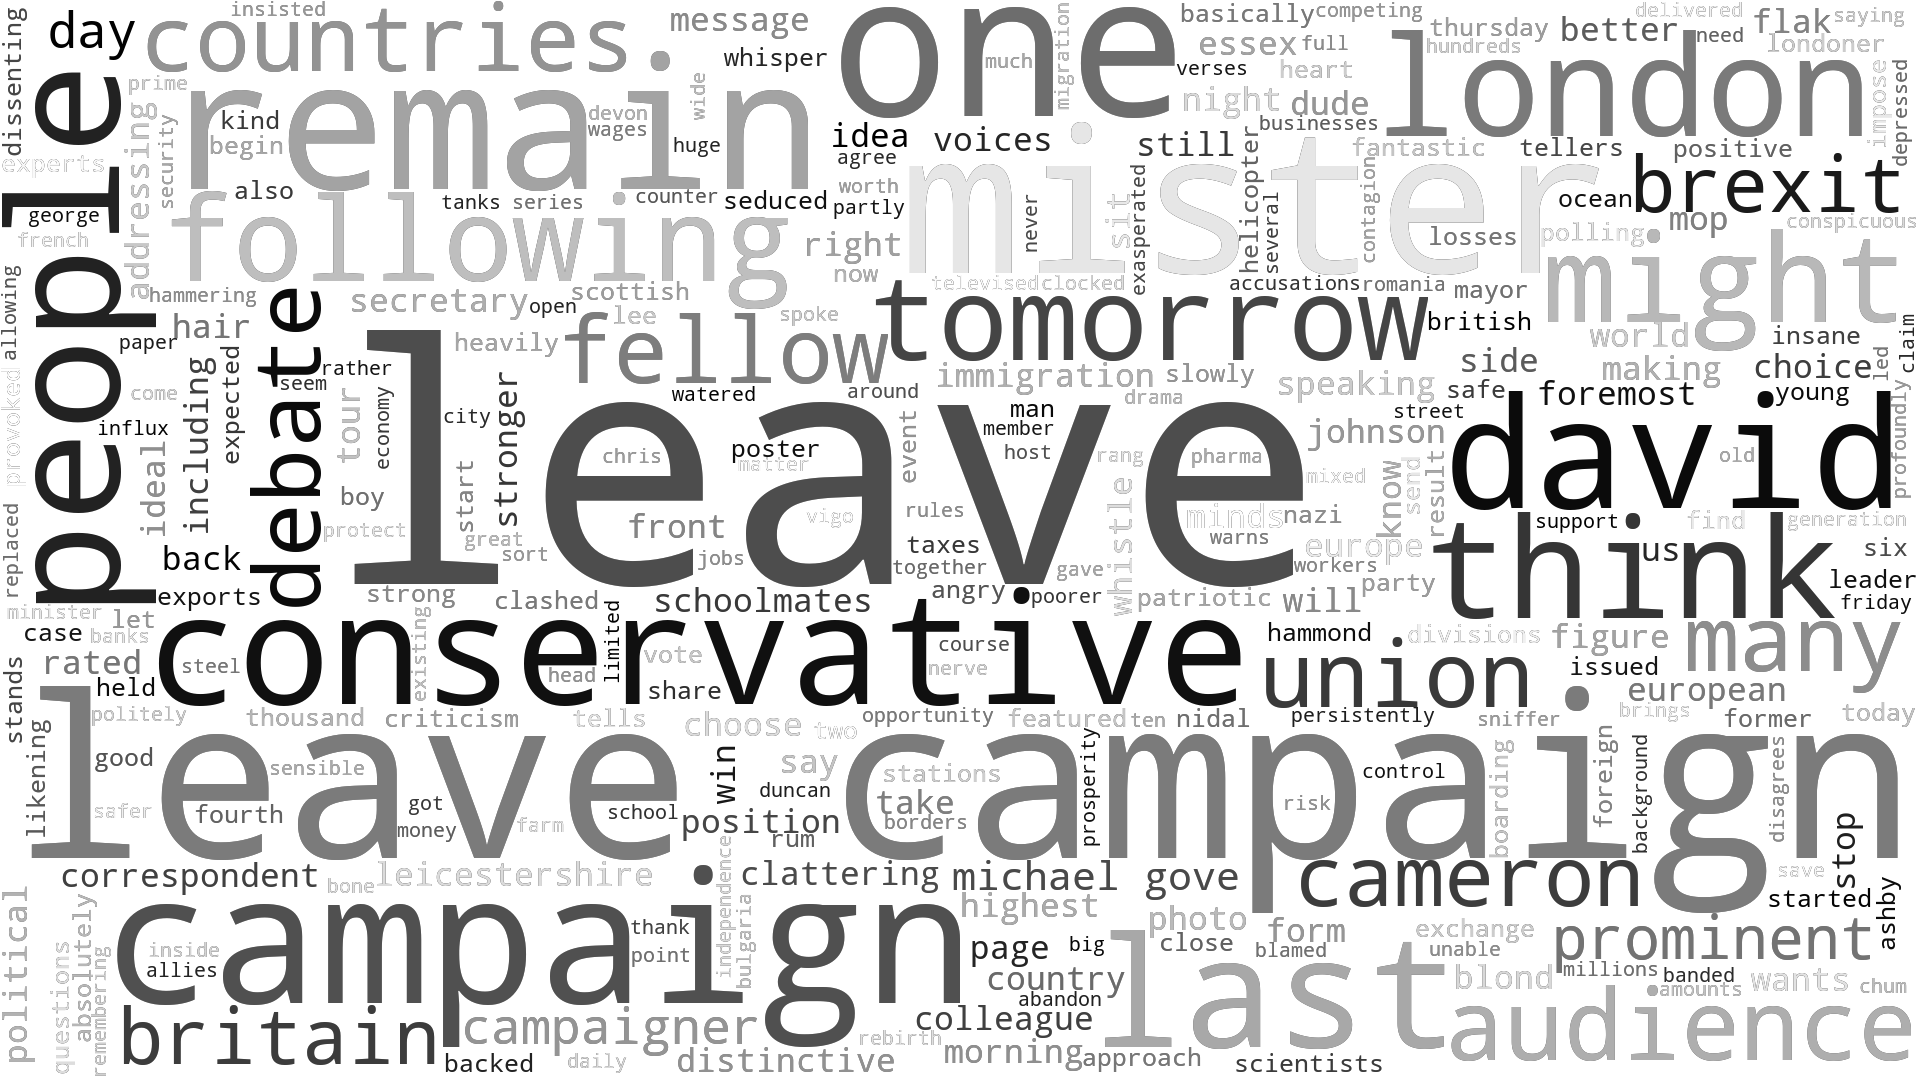 dissenting
day
insisted
countries.
message
whisper
one
much
migration
basically
competing
essex
full
verses
heart
thursday
hundreds
better
need
delivered
flak
saying
londoner
london
people
prime
experts
george
french
addressing
security
remain
kind
begin
also
devon
wages
huge
wide
idea
agree
voices
night
dude
businesses
still
fantastic
tellers
positive
impose
depressed
brexit
following
tanks
series
counter
seduced
worth
partly
right
now
mister
never
sit
exasperated
helicopter
several
contagion
losses
ocean
polling
mop
conspicuous
might
hammering
allowing
hair
paper
secretary
open
scottish
lee
spoke
televised
clocked
accusations
romania
mayor
heavily
fellow
tomorrow
british
world
insane
claim
provoked
come
influx
including
expected
debate
rather
seem
tour
economy
watered
around
immigration
slowly
drama
speaking
side
safe
making
choice
led
foremost
young
profoundly
ideal
boy
protect
city
start
stronger
great
sort
leave
chris
poster
matter
vigo
front
jobs
event
man
member
host
rules
taxes
together
rang
pharma
minds
warns
nazi
mixed
johnson
street
know
send
result
david
old
europe
workers
whistle
replaced
back
exports
minister
let
strong
clashed
schoolmates
angry
gave
poorer
patriotic
will
party
think
support
us
find
generation
six
leader
friday
case
banks
rated
held
steel
existing
conservative
limited
head
vote
share
course
nerve
hammond
union
divisions
figure
issued
many
stands
politely
thousand
criticism
tells
choose
two
opportunity
featured
ten
nidal
persistently
sniffer
european
brings
former
today
likening
good
safer
leave campaign
sensible
fourth
got
money
farm
school
win
say
duncan
position
rum
stations
take
borders
prosperity
risk
control
boarding
foreign
background
disagrees
stop
correspondent
bone
leicestershire
independence
clattering
michael
gove
highest
cameron
save
started
ashby
political
questions
absolutely
remembering
inside
allies
campaign
thank
point
bulgaria
page
big
photo
close
form
blamed
exchange
unable
prominent
millions
banded
wants
amounts
chum
blond
country
abandon
colleague
last
audience
britain
backed
campaigner
daily
distinctive
rebirth
morning
approach
scientists